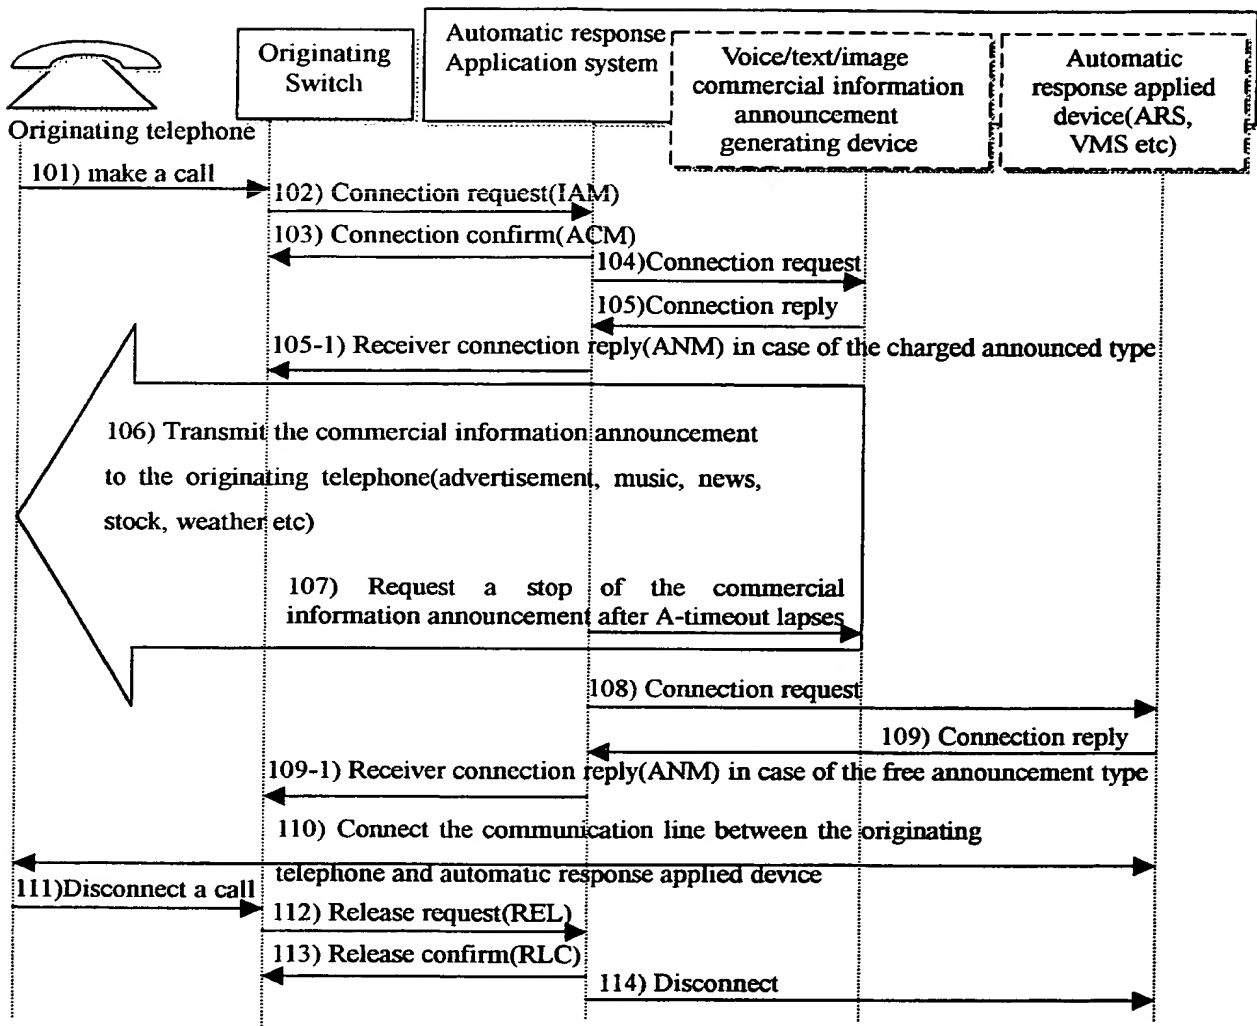 Originating telephone
Originating
Switch
Automatic response
Application system
Voice/text/image
commercial information
announcement
generating device
Automatic
response applied
device(ARS,
VMS etc)
101) make a call
102) Connection request(IAM)
103) Connection confirm(ACM)
104)Connection request
105)Connection reply
105-1) Receiver connection reply(ANM) in case of the charged announced type
106) Transmit the commercial information announcement
to the originating telephone(advertisement, music, news,
stock, weather etc)
107) Request a stop of the commercial
information announcement after A-timeout lapses
108) Connection request
109) Connection reply
109-1) Receiver connection reply(ANM) in case of the free announcement type
110) Connect the communication line between the originating
telephone and automatic response applied device
111)Disconnect a call
112) Release request(REL)
113) Release confirm(RLC)
114) Disconnect